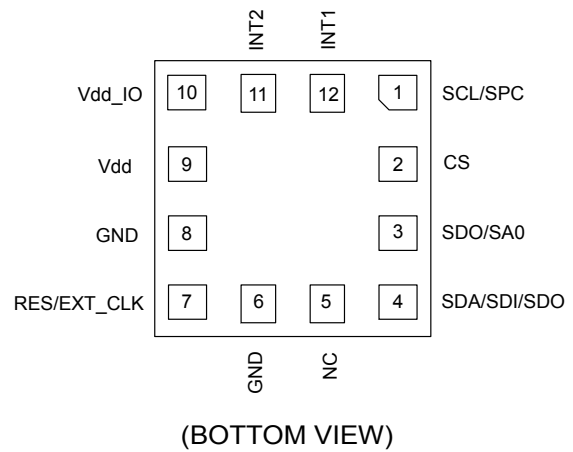 INT2
INT1
Vdd_IO 10 11 12 1 SCL/SPC
Vdd 9 2 CS
GND 8 3 SDO/SA0
RES/EXT_CLK 7 6 5 4 SDA/SDI/SDO
GND
NC
(BOTTOM VIEW)